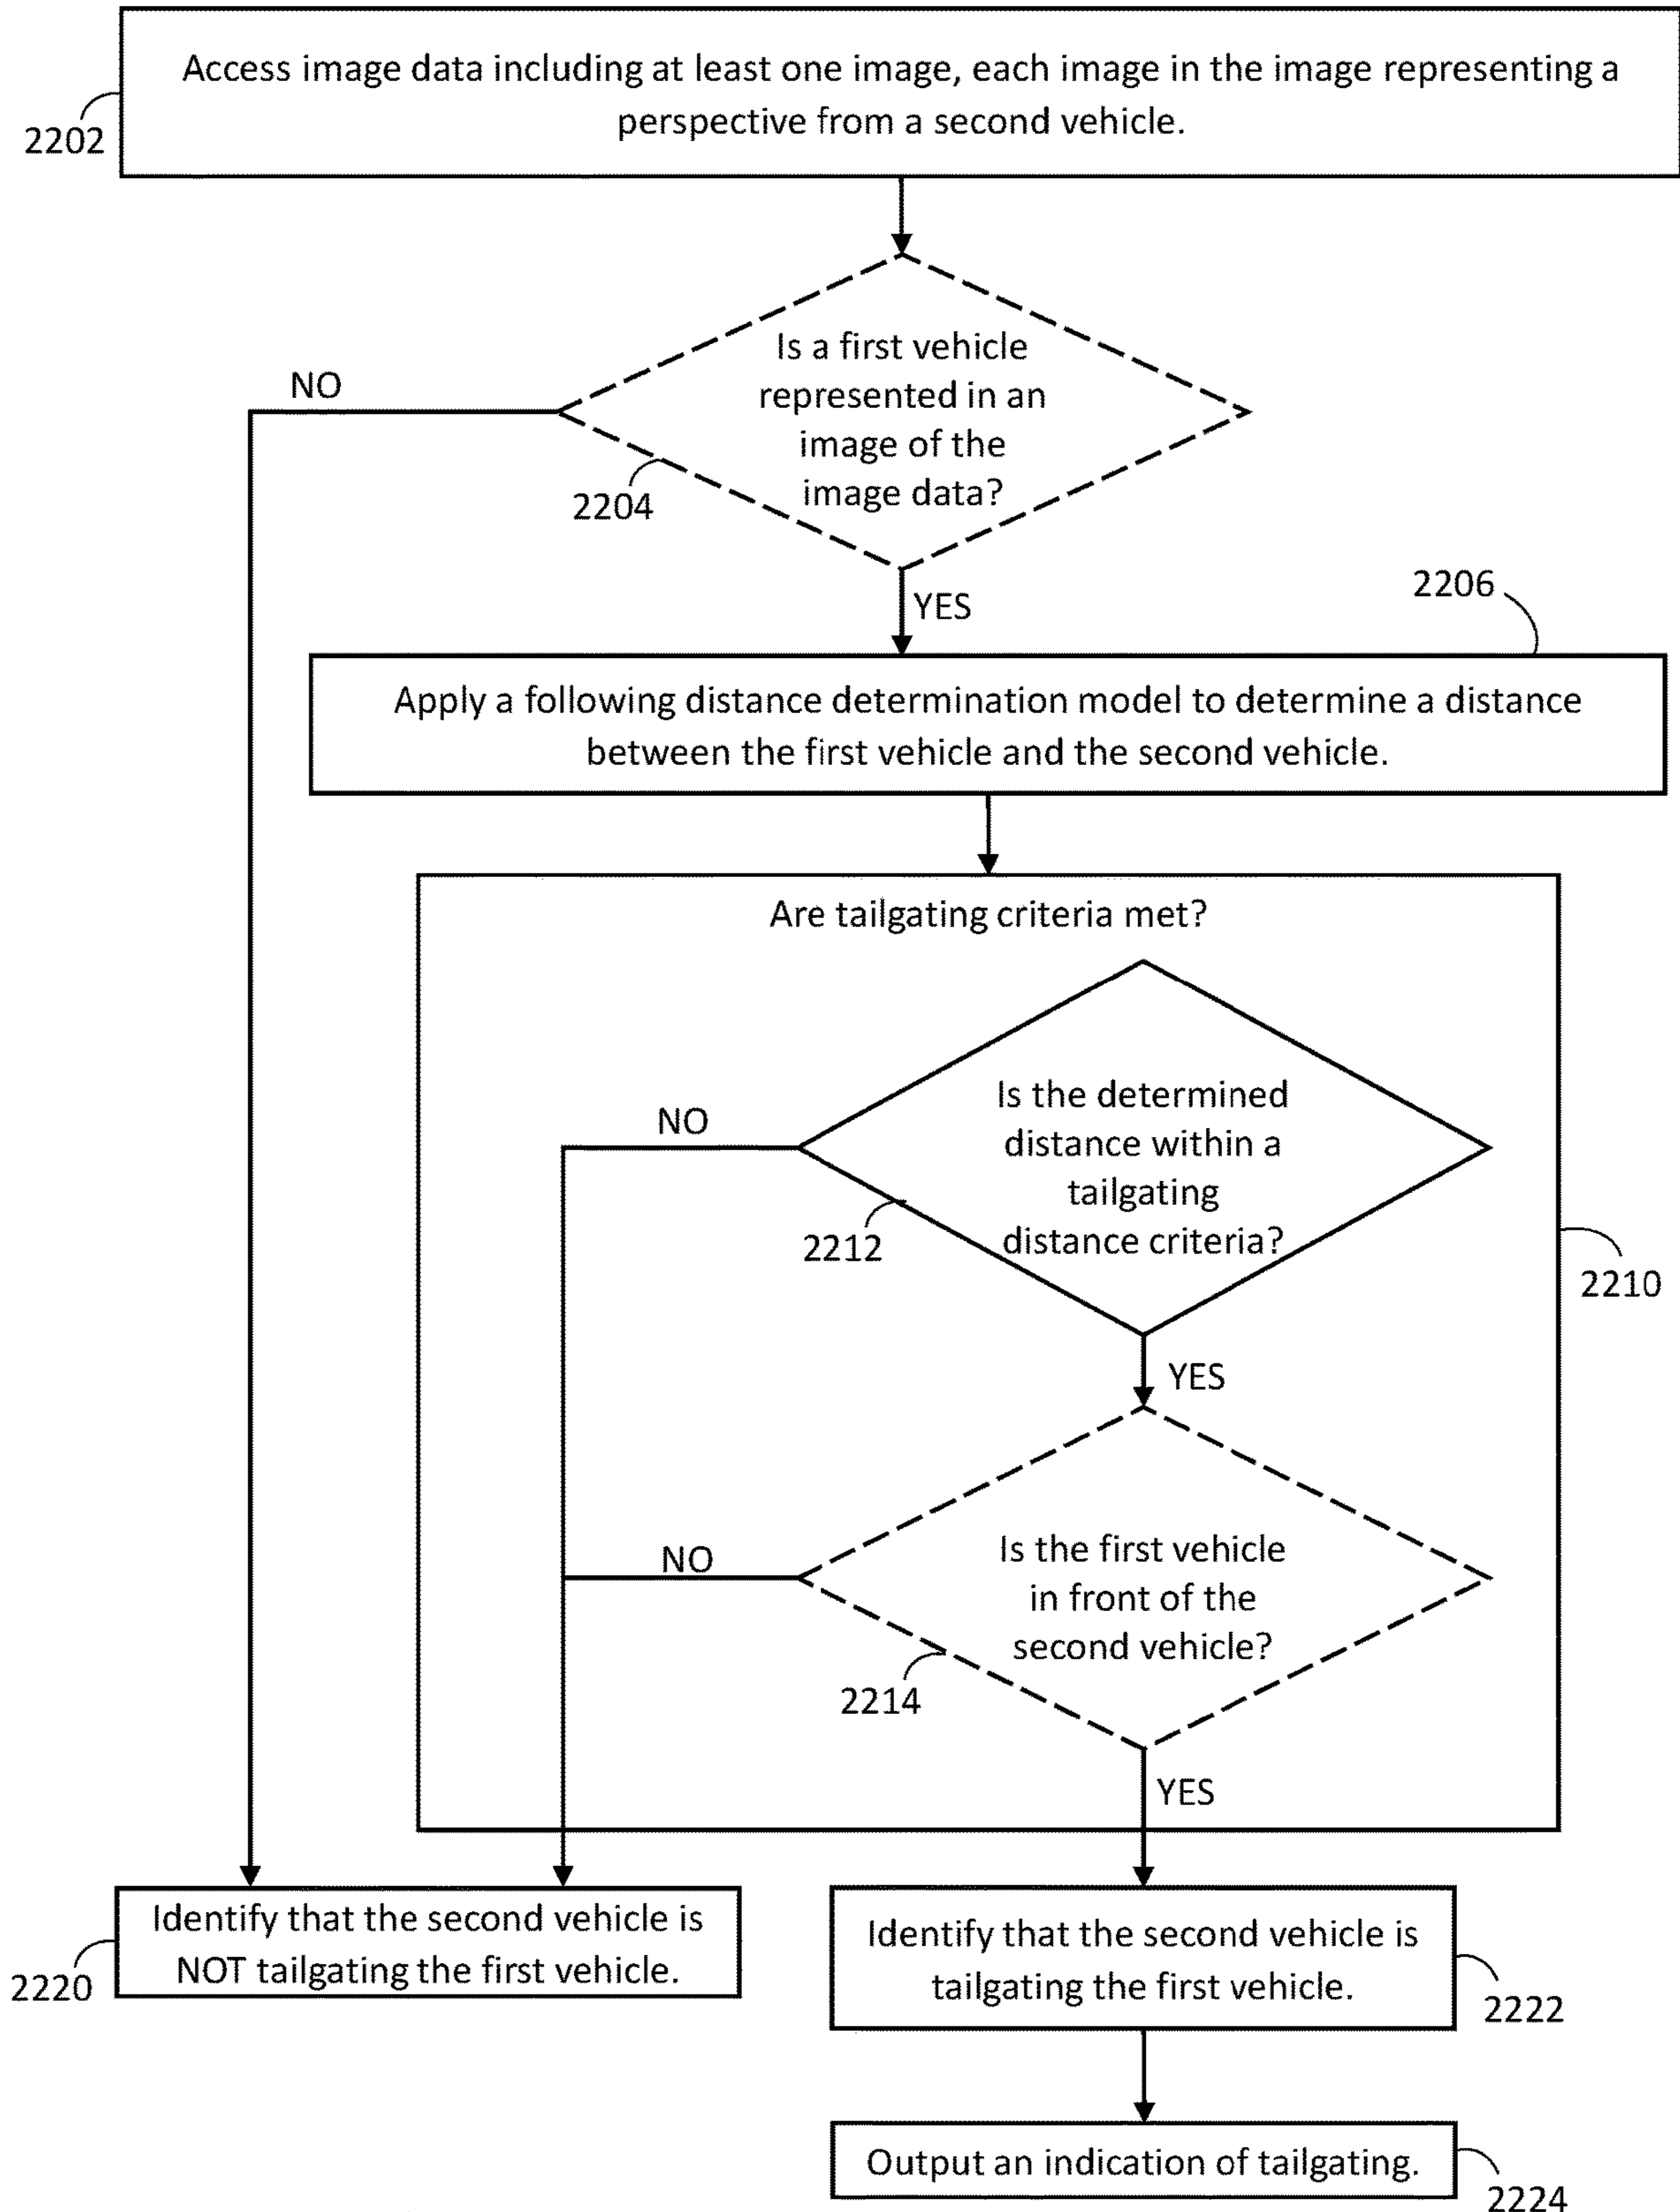 Access image data including at least one image, each image in the image representing a
perspective from a second vehicle.
2202
Is a first vehicle
represented in an
image of the
image data?
NO
2204
YES
2206
Apply a following distance determination model to determine a distance
between the first vehicle and the second vehicle.
Are tailgating criteria met?
Is the determined
distance within a
tailgating
distance criteria?
NO
2212
2210
YES
Is the first vehicle
in front of the
second vehicle?
NO
2214
YES
Identify that the second vehicle is
NOT tailgating the first vehicle.
2220
Identify that the second vehicle is
tailgating the first vehicle.
2222
Output an indication of tailgating.
2224